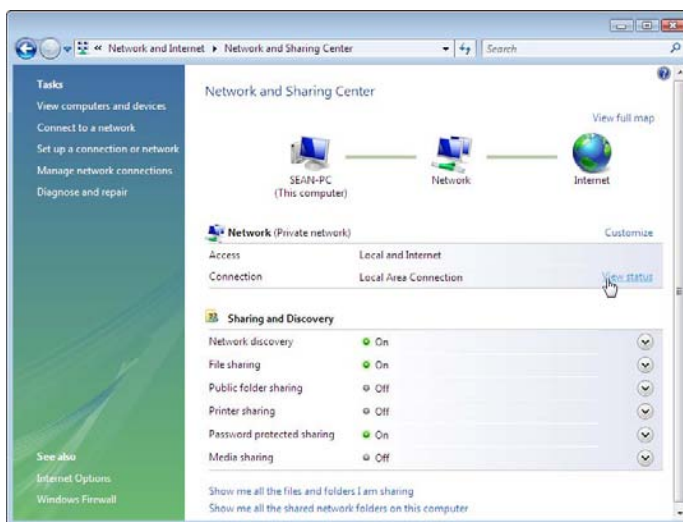 « Network and Internet ▸ Network and Sharing Center
Search
Tasks
View computers and devices
Connect to a network
Set up a connection or network
Manage network connections
Diagnose and repair
See also
Internet Options
Windows Firewall
Network and Sharing Center
View full map
SEAN-PC
(This computer)
Network
Internet
Network (Private network)
Customize
Access Local and Internet
Connection Local Area Connection View status
Sharing and Discovery
Network discovery On
File sharing On
Public folder sharing Off
Printer sharing Off
Password protected sharing On
Media sharing Off
Show me all the files and folders I am sharing
Show me all the shared network folders on this computer